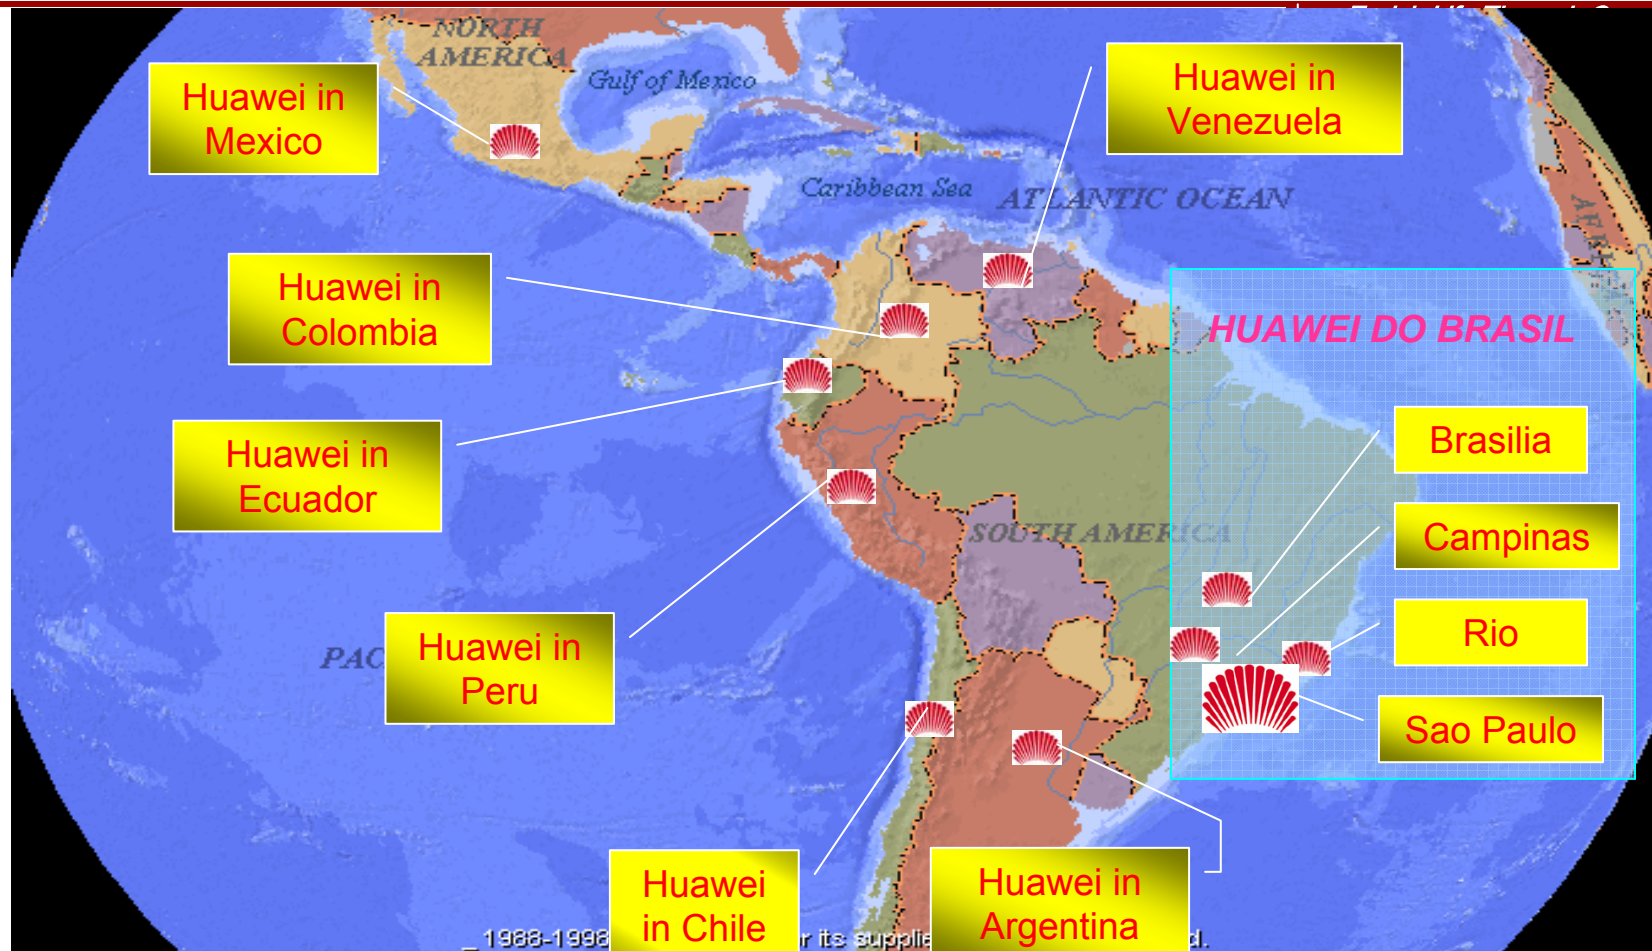 NORTH
AMERICA
Gulf of Mexico
Huawei in
Mexico
Huawei in
Venezuela
Caribbean Sea
ATLANTIC OCEAN
Huawei in
Colombia
HUAWEI DO BRASIL
Huawei in
Ecuador
Brasilia
SOUTH AMERICA
Campinas
Huawei in
Peru
Rio
PAC
Sao Paulo
Huawei
in Chile
Huawei in
Argentina
1988-1998
r its supplie
d.